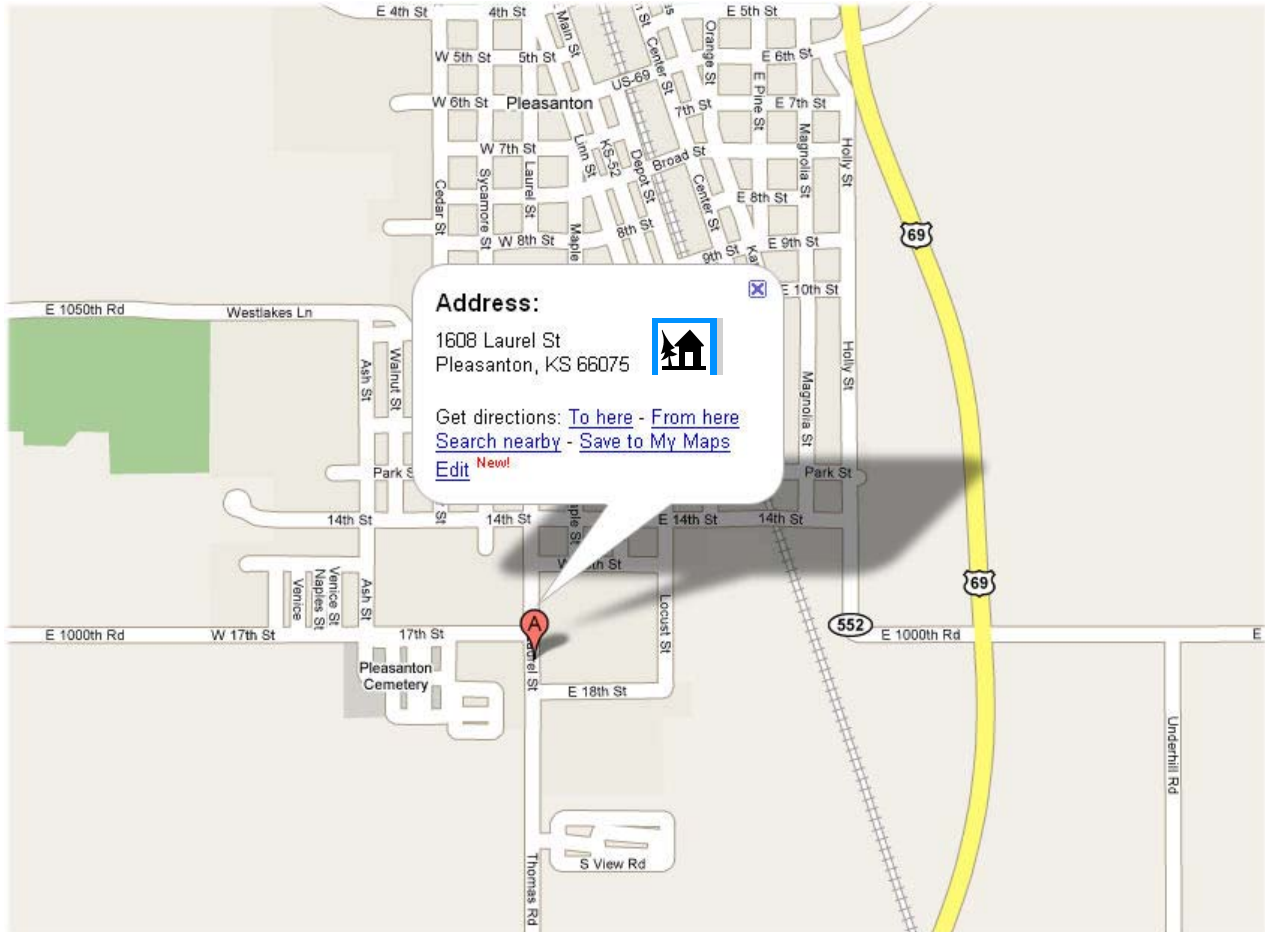 E 4th St
4th St
Main St
Center St
Orange St
E 5th St
W 5th St
5th St
US-69
E 6th St
W 6th St
Pleasanton
7th St
E Pine St
E 7th St
W 7th St
Linn St
KS-52
Depot St
Broad St
Magnolia St
Holly St
Cedar St
Sycamore St
Laurel St
Center St
E 8th St
Maple
8th St
W 8th St
9th St
E 9th St
69
E 10th St
E 1050th Rd
Westlakes Ln
Address:
1608 Laurel St
Pleasanton, KS 66075
Get directions: To here - From here
Search nearby - Save to My Maps
Edit New!
Ash St
Walnut St
Magnolia St
Holly St
Park S
Park St
14th St
14th St
E 14th St
14th St
Venice
Naples St
Venice St
Ash St
Locust St
69
A
E 1000th Rd
W 17th St
17th St
552
E 1000th Rd
E
Pleasanton
Cemetery
E 18th St
Underhill Rd
S View Rd
Thomas Rd